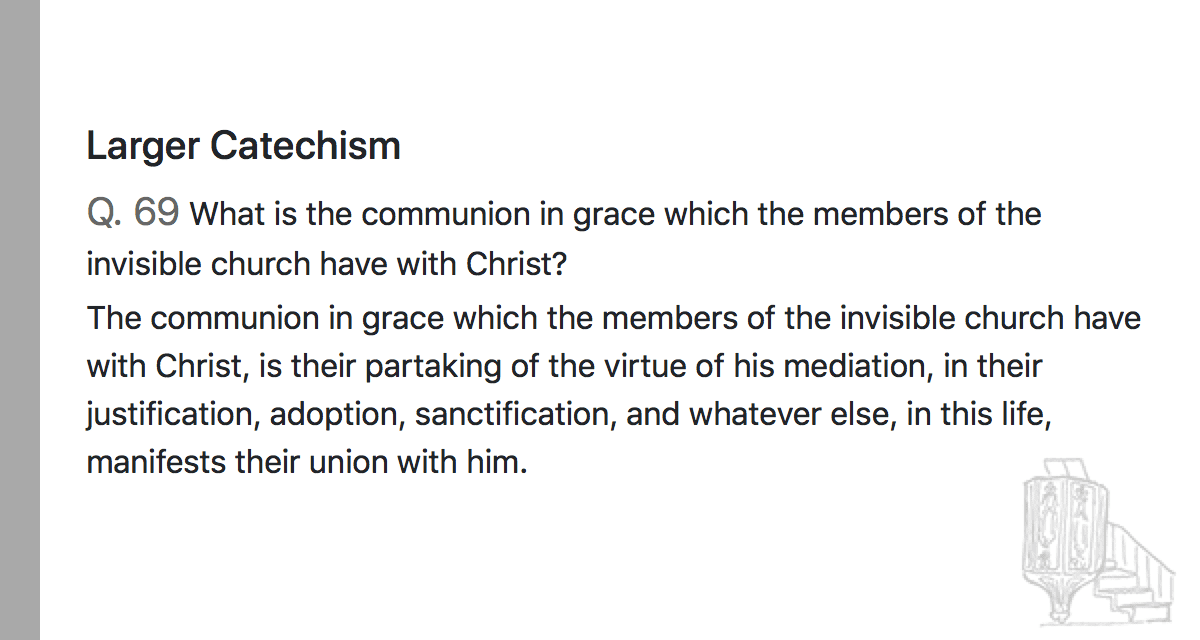 Larger Catechism
Q. 69 What is the communion in grace which the members of the
invisible church have with Christ?
The communion in grace which the members of the invisible church have
with Christ, is their partaking of the virtue of his mediation, in their
justification, adoption, sanctification, and whatever else, in this life,
manifests their union with him.